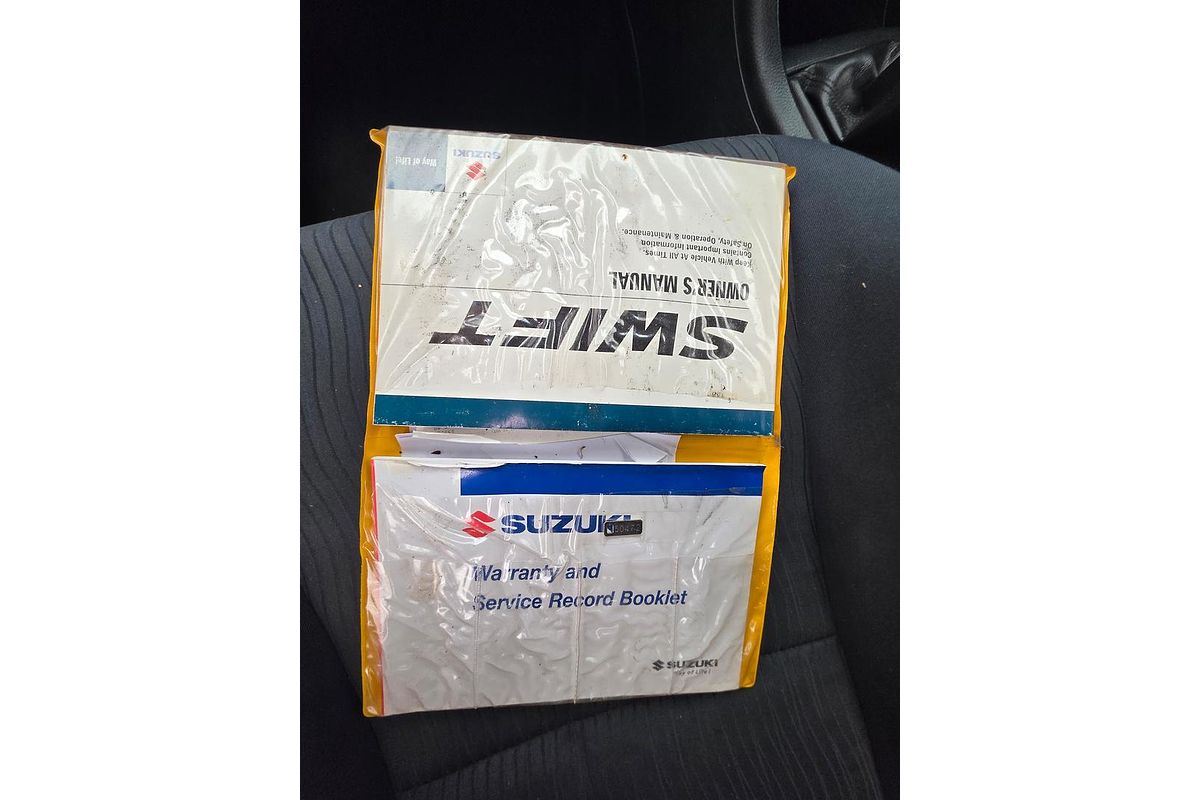 SUZUKI
Way of Life!
SWIFT
OWNER'S MANUAL
Keep With Vehicle At All Times.
Contains Important Information
On Safety, Operation & Maintenance.
SUZUKI
Warranty and
Service Record Booklet
SUZUKI
Way of Life!